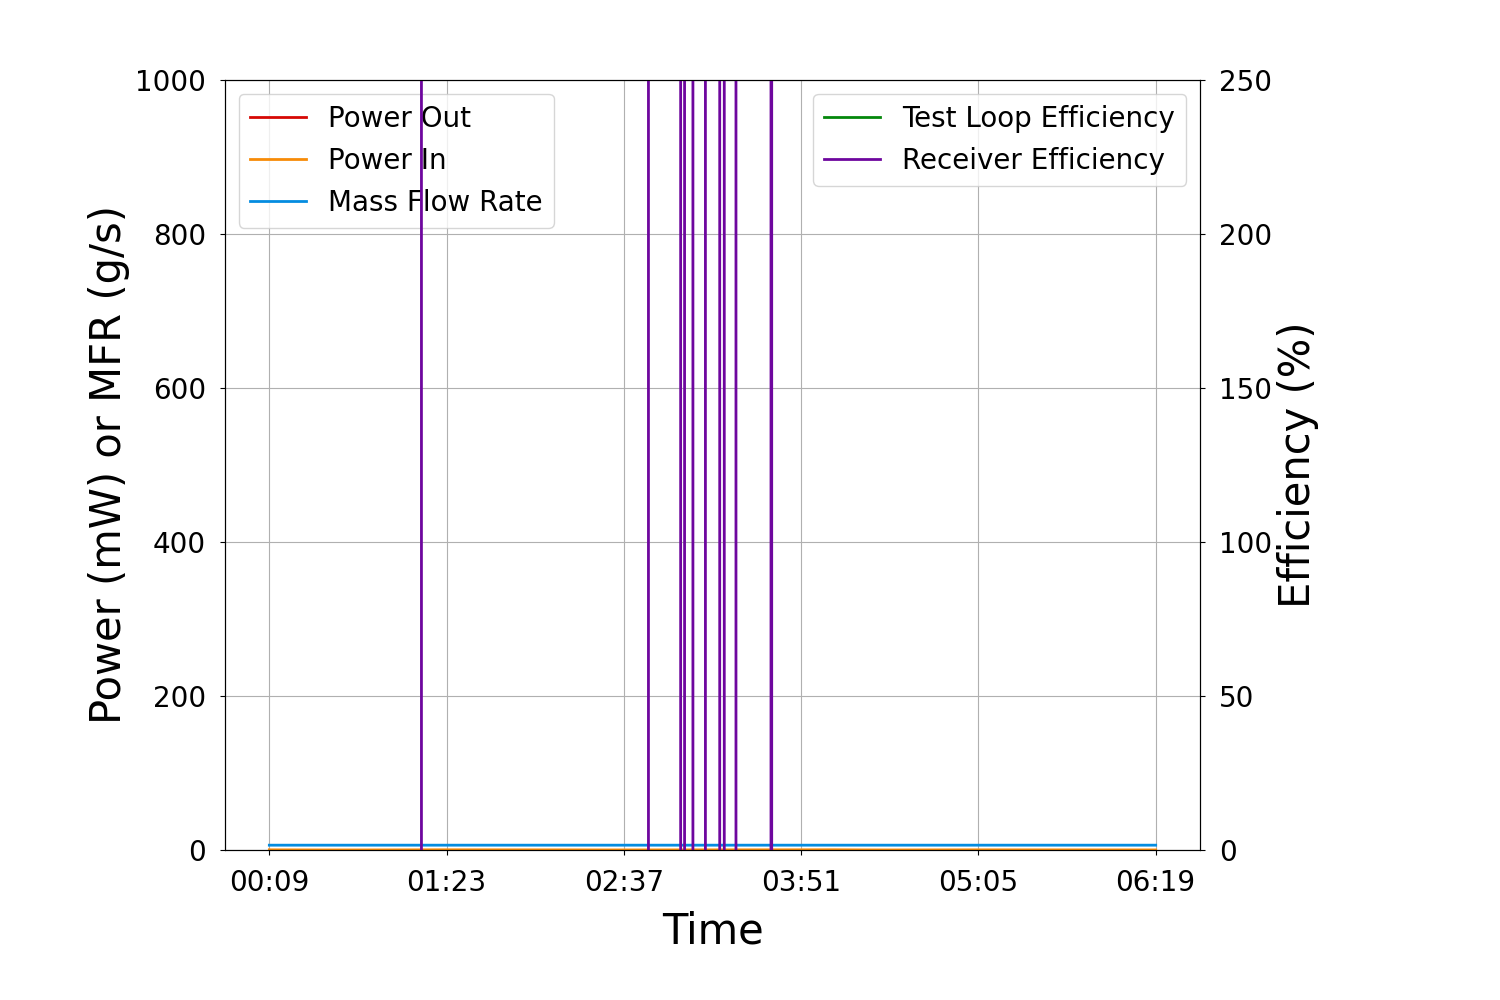 1000
800
600
400
200
0
Power (mW) or MFR (g/s)
Power Out
Power In
Mass Flow Rate
Test Loop Efficiency
Receiver Efficiency
250
200
150
100
50
0
Efficiency (%)
00:09 01:23 02:37 03:51 05:05 06:19
Time